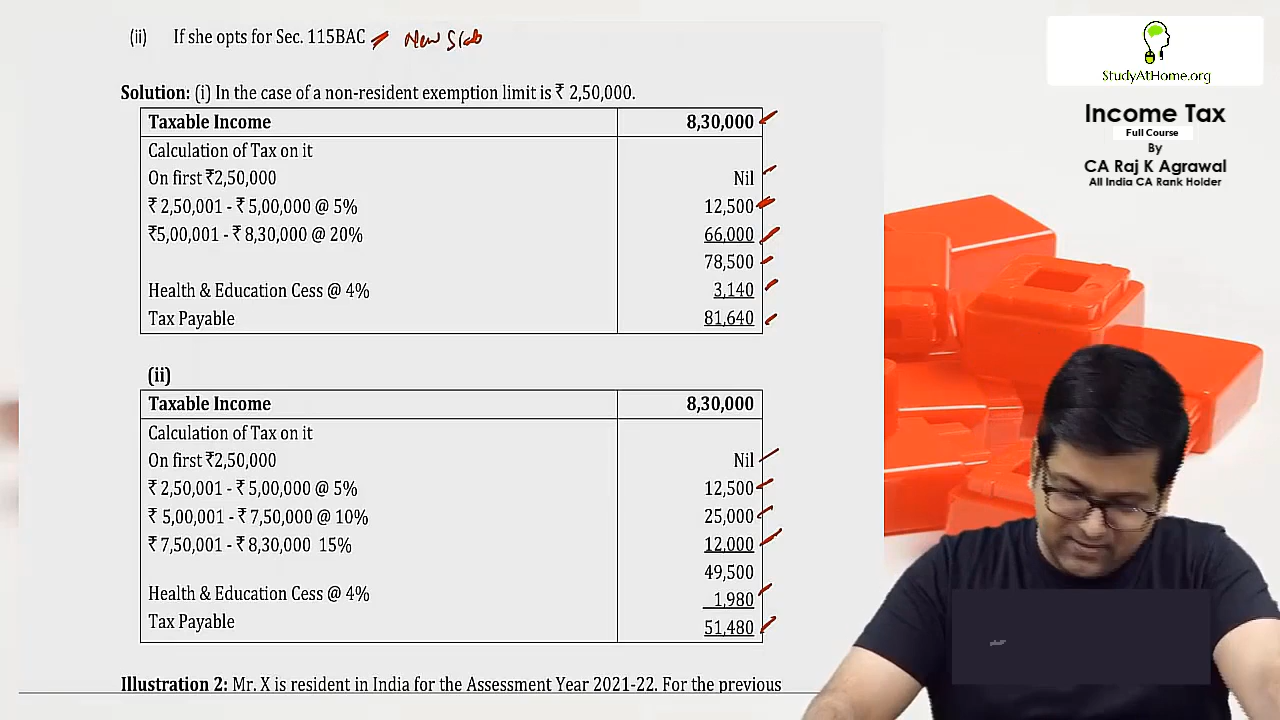 (ii) If she opts for Sec. 115BAC New Slab
Solution: (i) In the case of a non-resident exemption limit is ₹ 2,50,000.
Taxable Income 8,30,000
Calculation of Tax on it
On first ₹2,50,000 Nil
₹ 2,50,001 - ₹ 5,00,000 @ 5% 12,500
₹5,00,001 - ₹ 8,30,000 @ 20% 66,000
78,500
Health & Education Cess @ 4% 3,140
Tax Payable 81,640
(ii)
Taxable Income 8,30,000
Calculation of Tax on it
On first ₹2,50,000 Nil
₹ 2,50,001 - ₹ 5,00,000 @ 5% 12,500
₹ 5,00,001 - ₹ 7,50,000 @ 10% 25,000
₹ 7,50,001 - ₹ 8,30,000 15% 12,000
49,500
Health & Education Cess @ 4% 1,980
Tax Payable 51,480
Illustration 2: Mr. X is resident in India for the Assessment Year 2021-22. For the previous
StudyAtHome.org
Income Tax
Full Course
By
CA Raj K Agrawal
All India CA Rank Holder